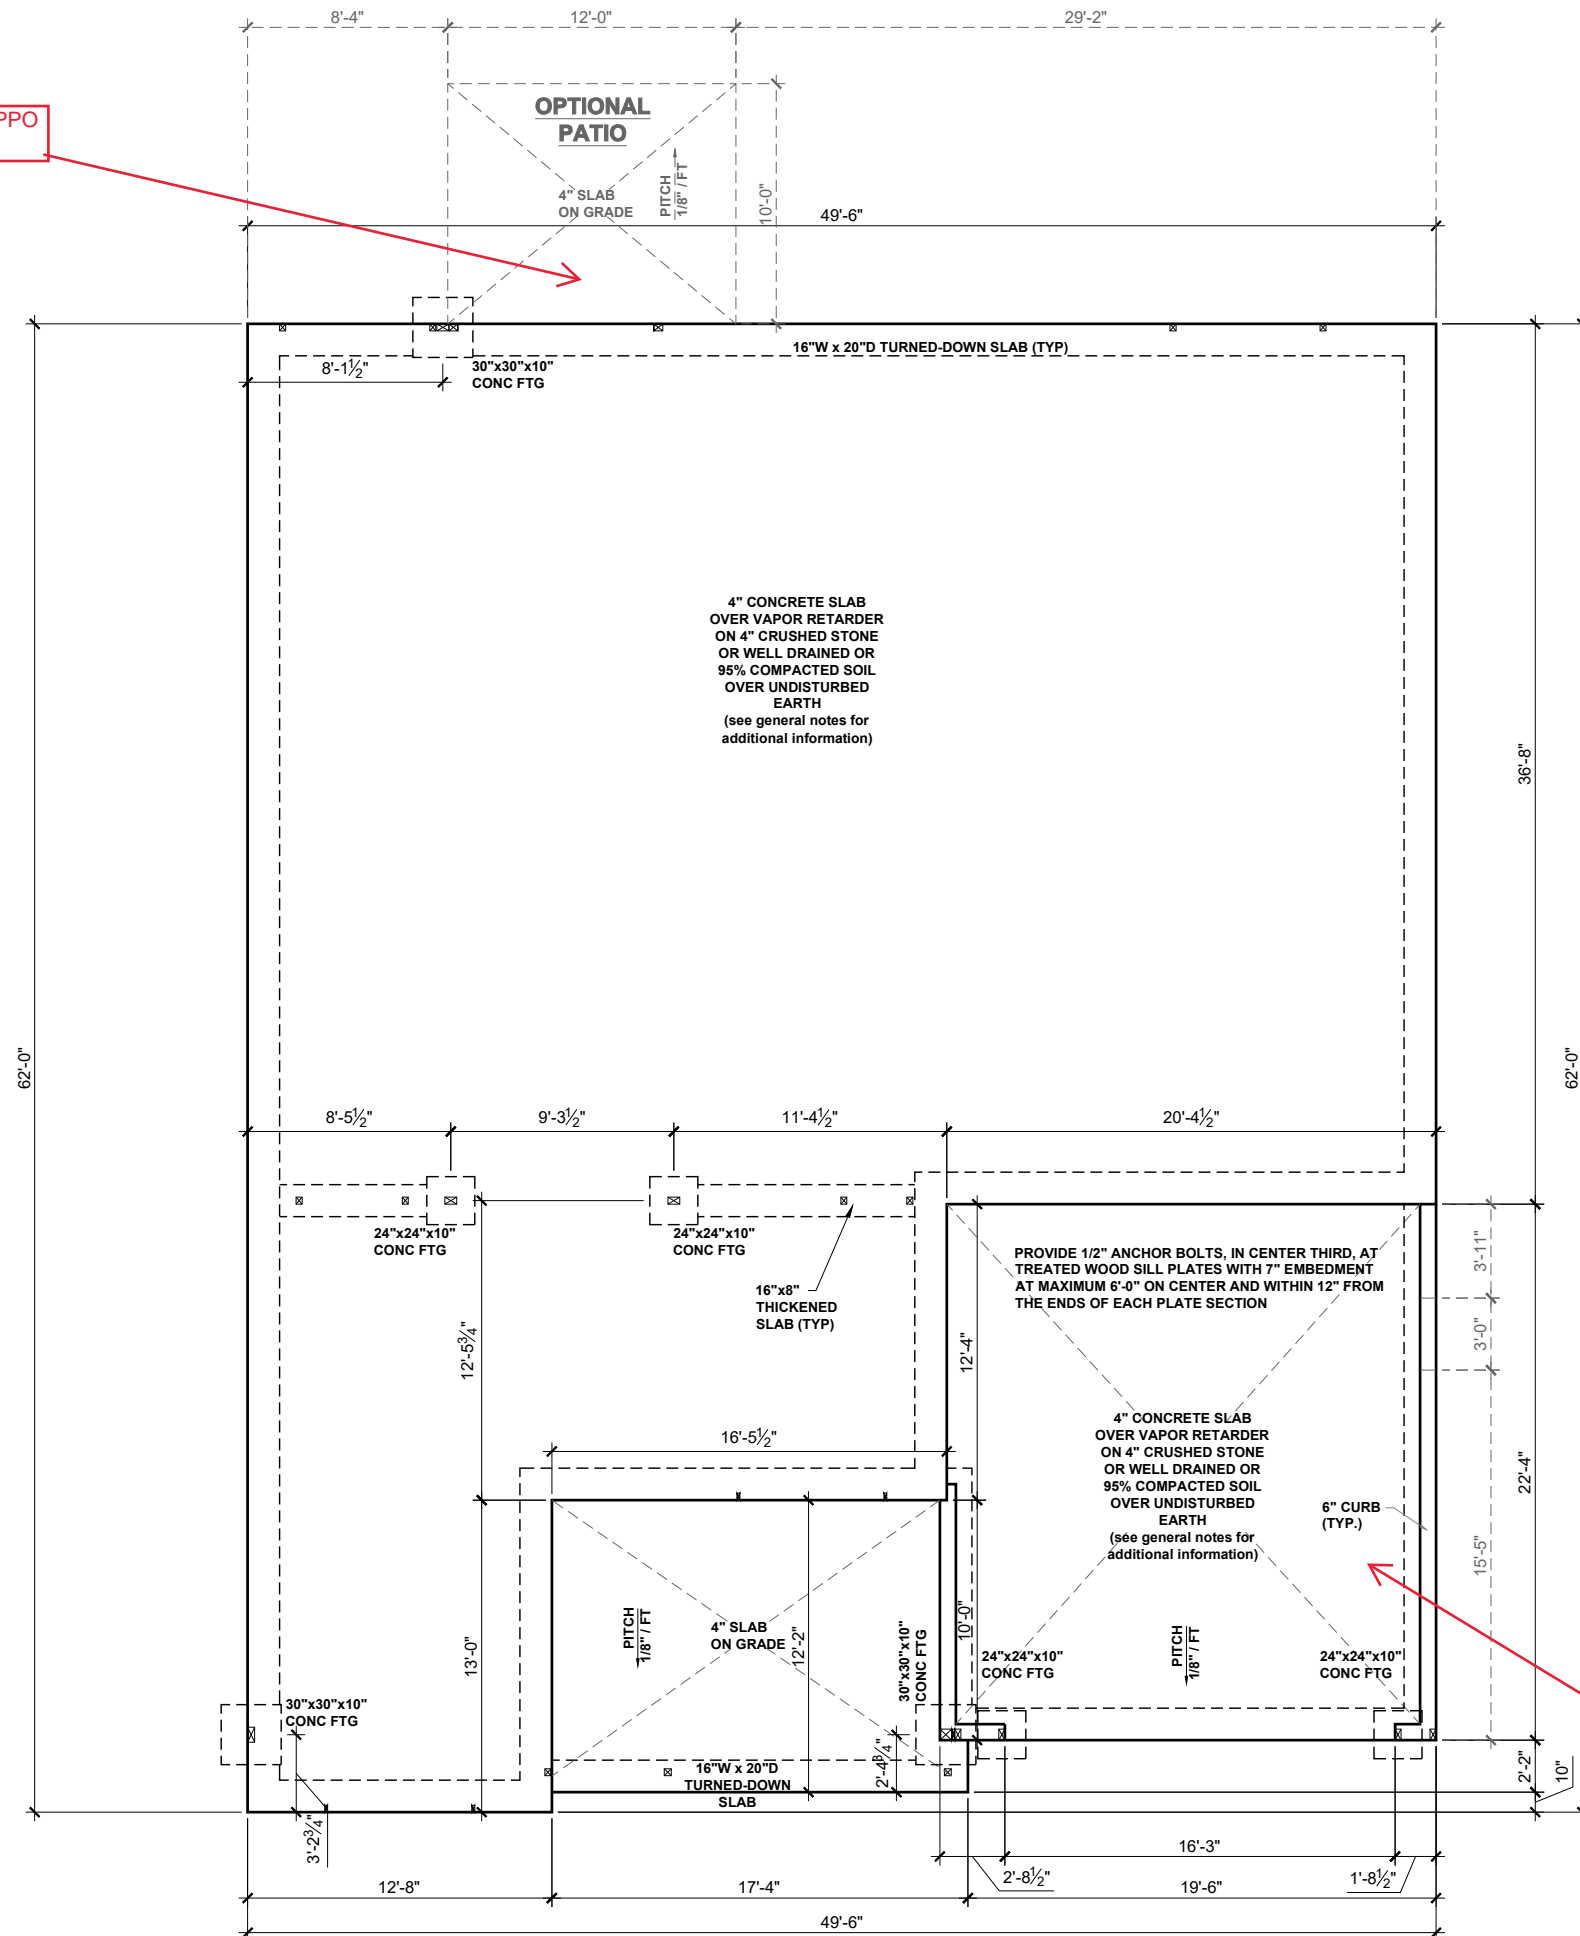 8'-4"
12'-0"
29'-2"
OPTIONAL
PATIO
4" SLAB
ON GRADE
PITCH
1/8" / FT
10'-0"
49'-6"
16"W x 20"D TURNED-DOWN SLAB (TYP)
8'-1½"
30"x30"x10"
CONC FTG
4" CONCRETE SLAB
OVER VAPOR RETARDER
ON 4" CRUSHED STONE
OR WELL DRAINED OR
95% COMPACTED SOIL
OVER UNDISTURBED
EARTH
(see general notes for
additional information)
36'-8"
62'-0"
62'-0"
8'-5½"
9'-3½"
11'-4½"
20'-4½"
24"x24"x10"
CONC FTG
24"x24"x10"
CONC FTG
16"x8"
THICKENED
SLAB (TYP)
12'-5¾"
12'-4"
PROVIDE 1/2" ANCHOR BOLTS, IN CENTER THIRD, AT
TREATED WOOD SILL PLATES WITH 7" EMBEDMENT
AT MAXIMUM 6'-0" ON CENTER AND WITHIN 12" FROM
THE ENDS OF EACH PLATE SECTION
3'-11"
3'-0"
15'-5"
22'-4"
16'-5½"
4" CONCRETE SLAB
OVER VAPOR RETARDER
ON 4" CRUSHED STONE
OR WELL DRAINED OR
95% COMPACTED SOIL
OVER UNDISTURBED
EARTH
(see general notes for
additional information)
6" CURB
(TYP.)
PITCH
1/8" / FT
4" SLAB
ON GRADE
12'-2"
13'-0"
30"x30"x10"
CONC FTG
10'-0"
24"x24"x10"
CONC FTG
PITCH
1/8" / FT
24"x24"x10"
CONC FTG
30"x30"x10"
CONC FTG
2'-4¾"
16"W x 20"D
TURNED-DOWN
SLAB
2'-2"
10"
3'-2¾"
16'-3"
2'-8½"
1'-8½"
12'-8"
17'-4"
19'-6"
49'-6"